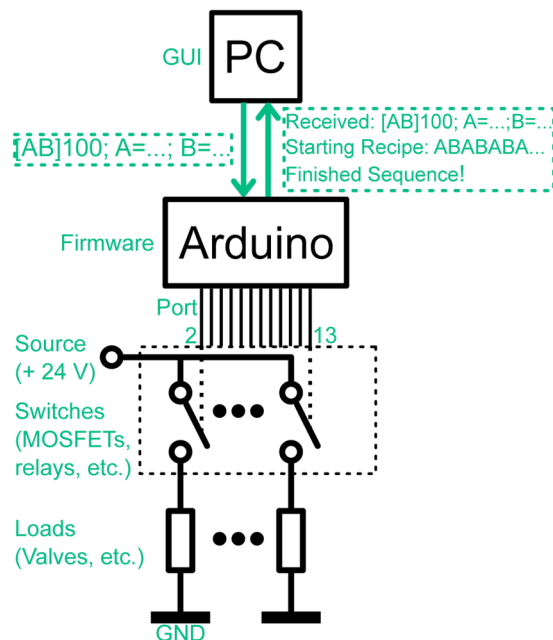 GUI
PC
[AB]100; A=...; B=...
Received: [AB]100; A=...;B=...
Starting Recipe: ABABABA...
Finished Sequence!
Firmware
Arduino
Port
2
13
Source
(+ 24 V)
Switches
(MOSFETs,
relays, etc.)
Loads
(Valves, etc.)
GND